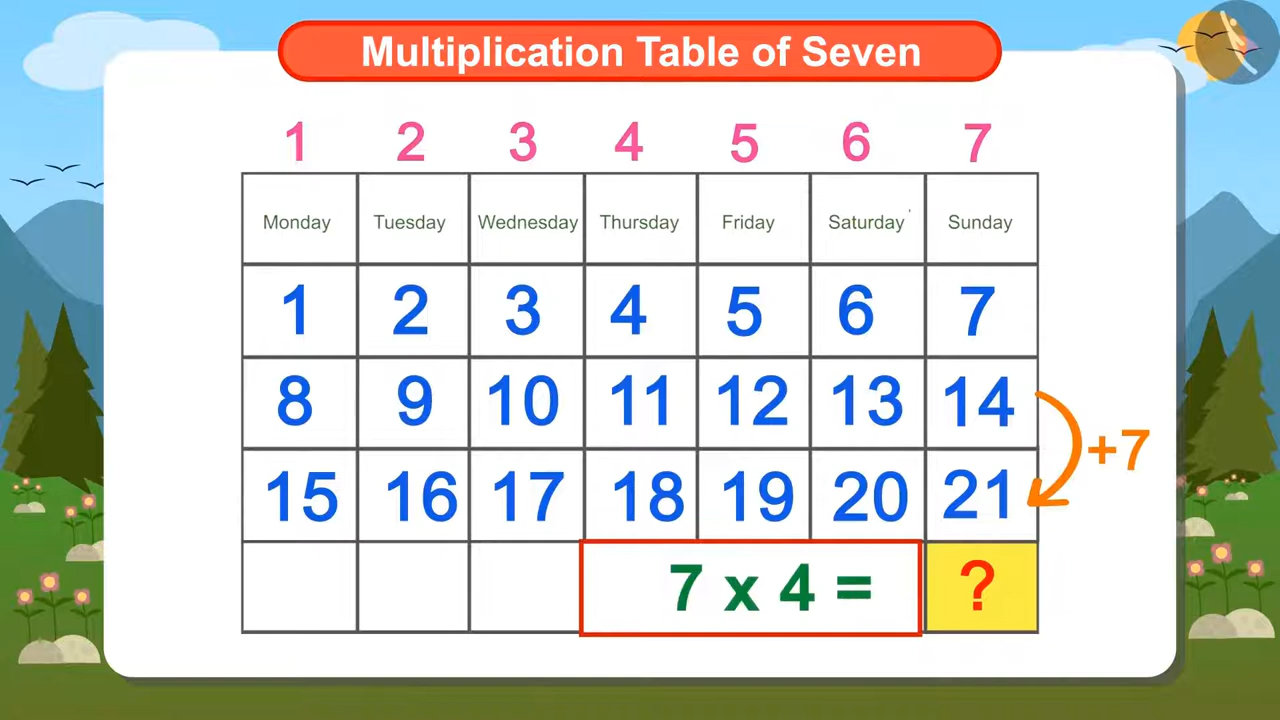 Multiplication Table of Seven
1 2 3 4 5 6 7
Monday Tuesday Wednesday Thursday Friday Saturday Sunday
1 2 3 4 5 6 7
8 9 10 11 12 13 14
+7
15 16 17 18 19 20 21
7 x 4 = ?